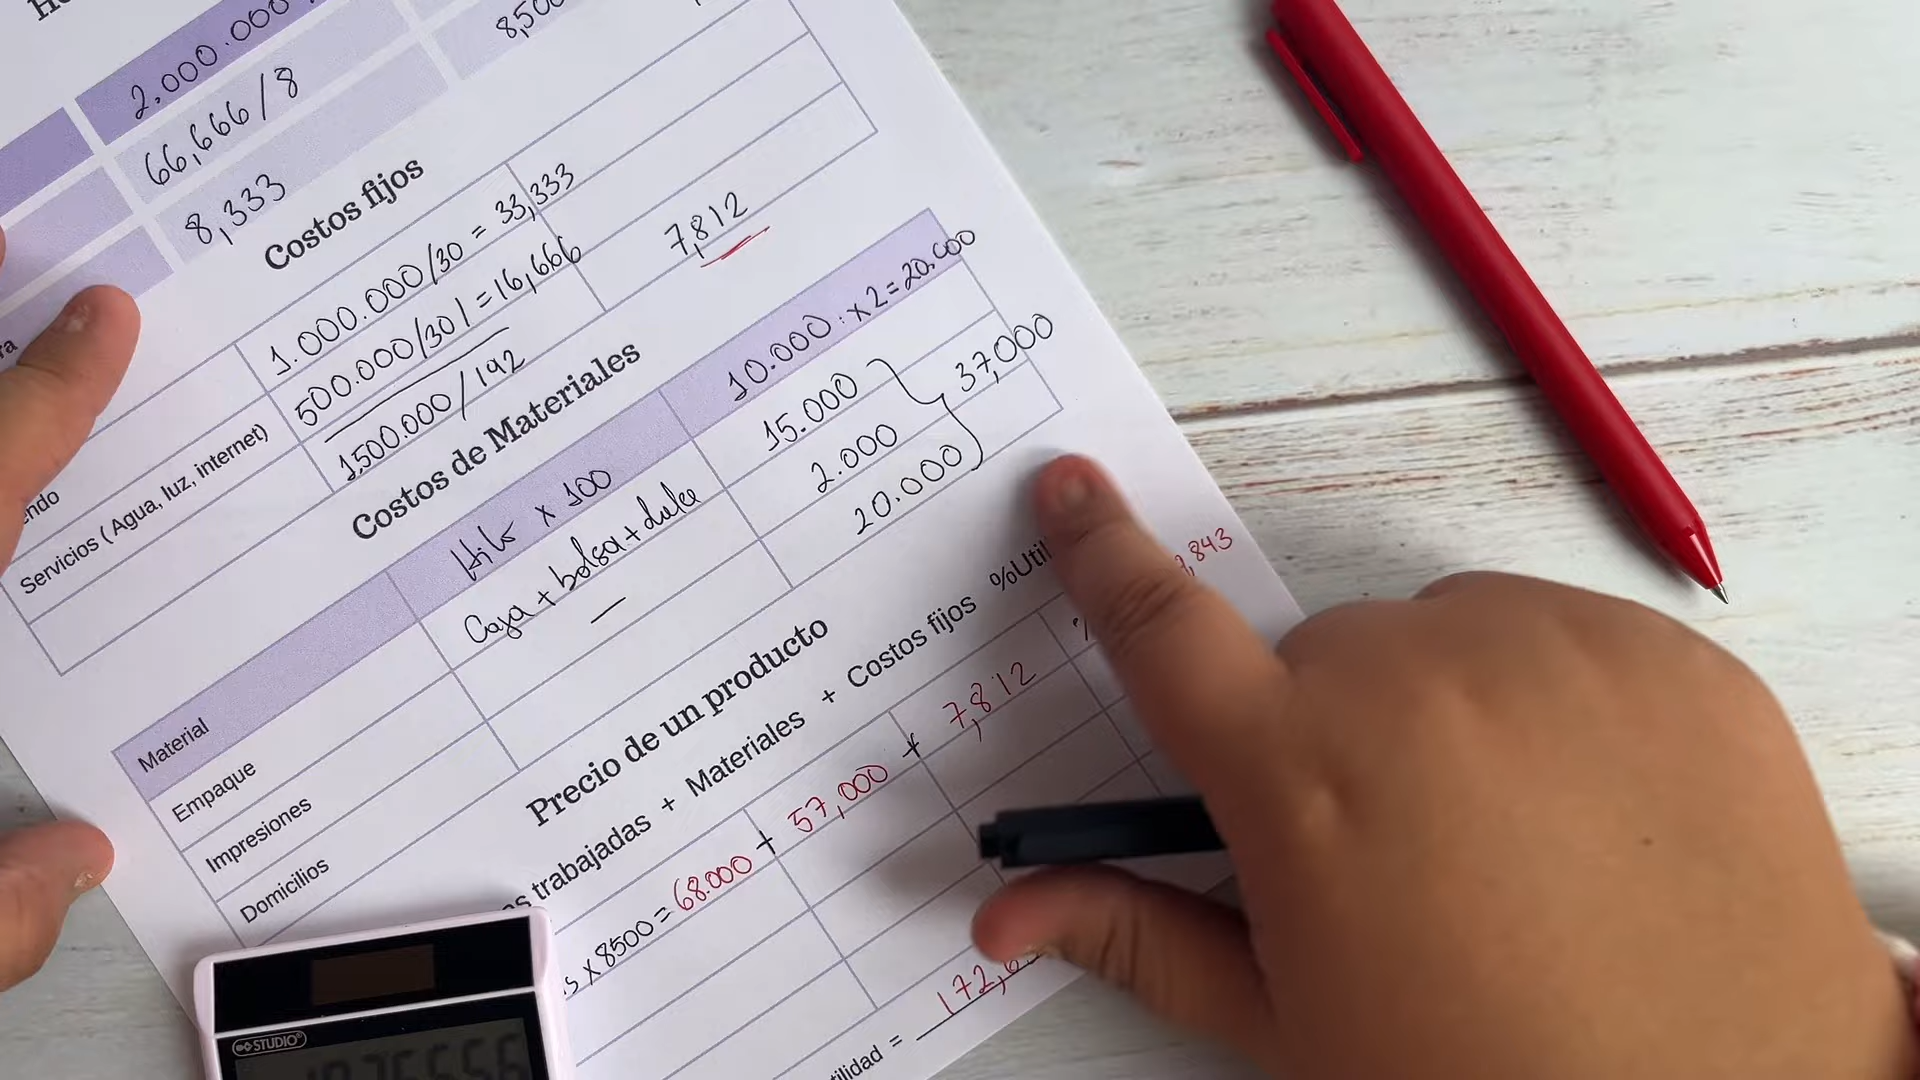 2.000.000
66,666/8
8,500
8,333
Costos fijos
1.000.000/30 = 33,333
Servicios ( Agua, luz, internet) 500.000/30 | = 16,666
1,500.000/192
7,812
Costos de Materiales
Material Hilo x 100 10.000 : x 2 = 20.000
Empaque Caja + bolsa + dulce 15.000
Impresiones — 2.000
Domicilios 20.000
37,000
Precio de un producto
trabajadas + Materiales + Costos fijos
x 8500 = 68.000 + 57,000 + 7,812
=
STUDIO